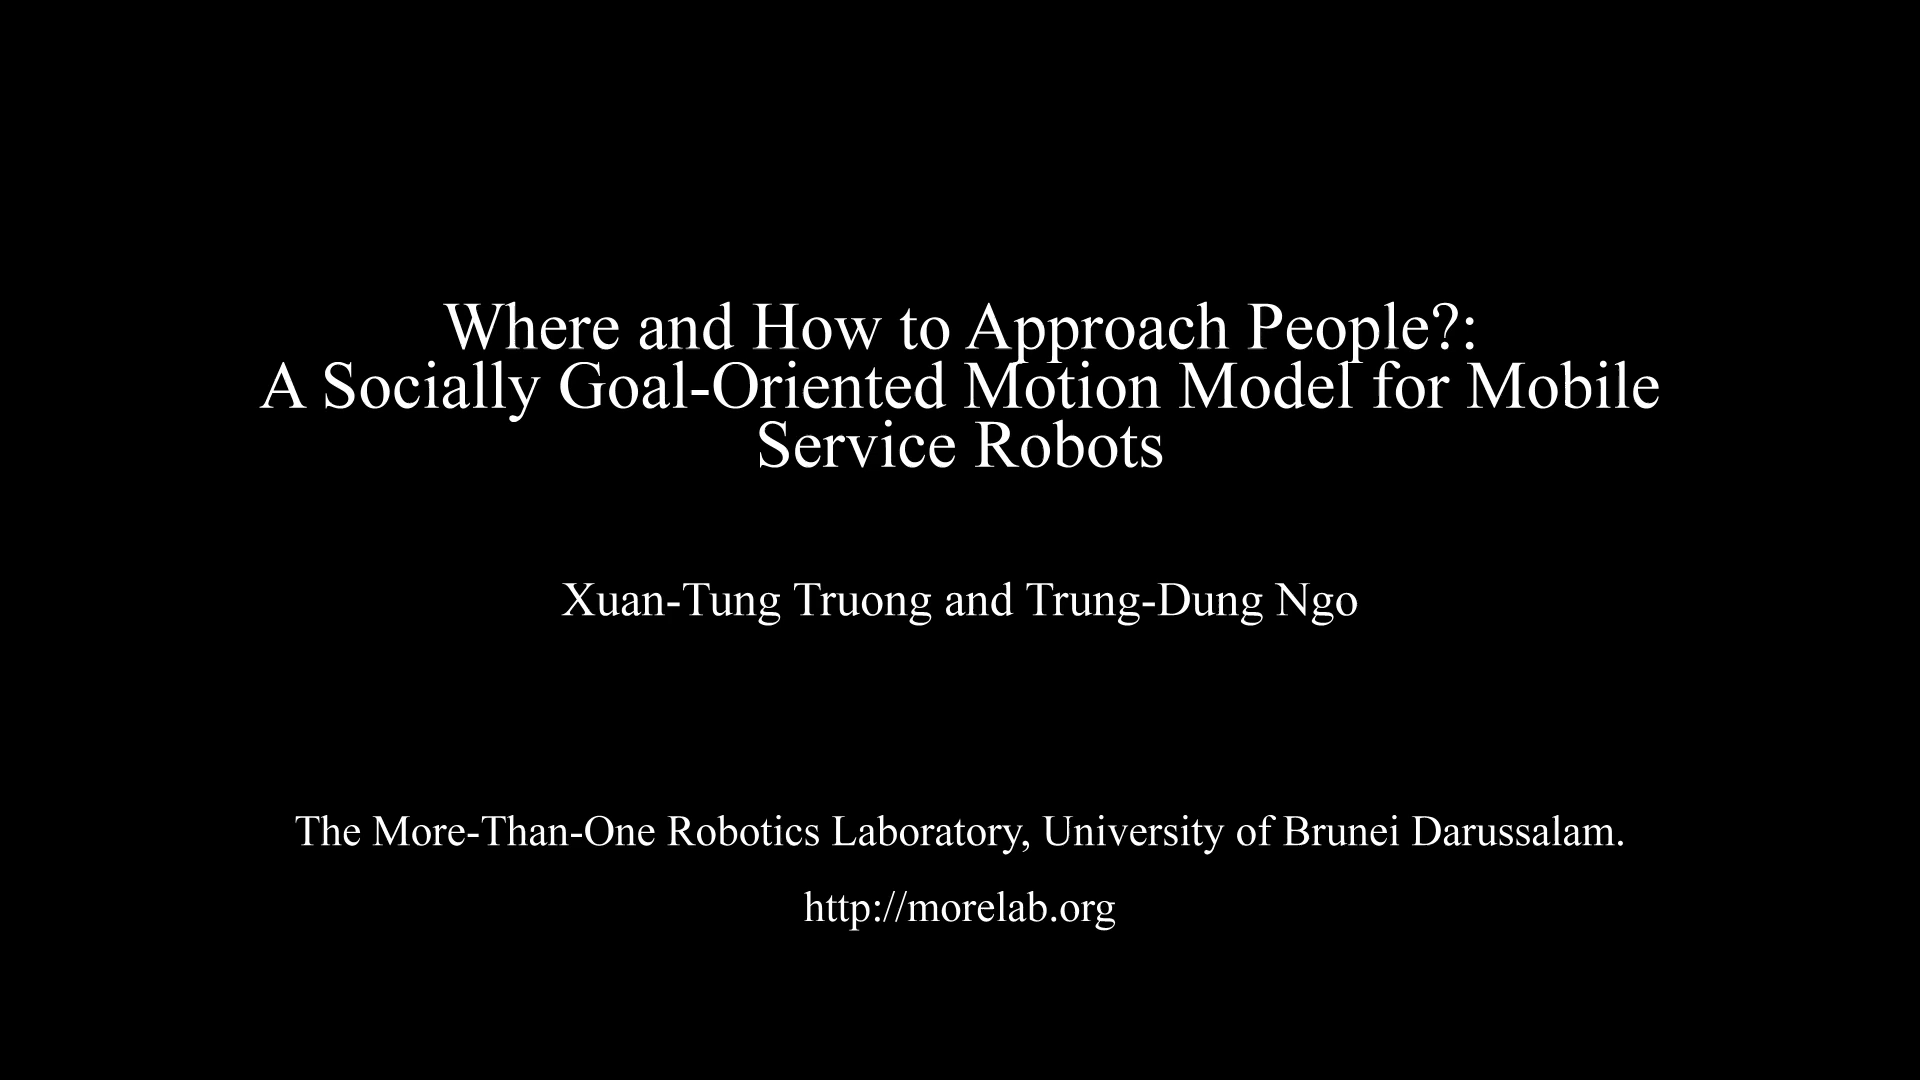 Where and How to Approach People?:
A Socially Goal-Oriented Motion Model for Mobile
Service Robots
Xuan-Tung Truong and Trung-Dung Ngo
The More-Than-One Robotics Laboratory, University of Brunei Darussalam.
http://morelab.org